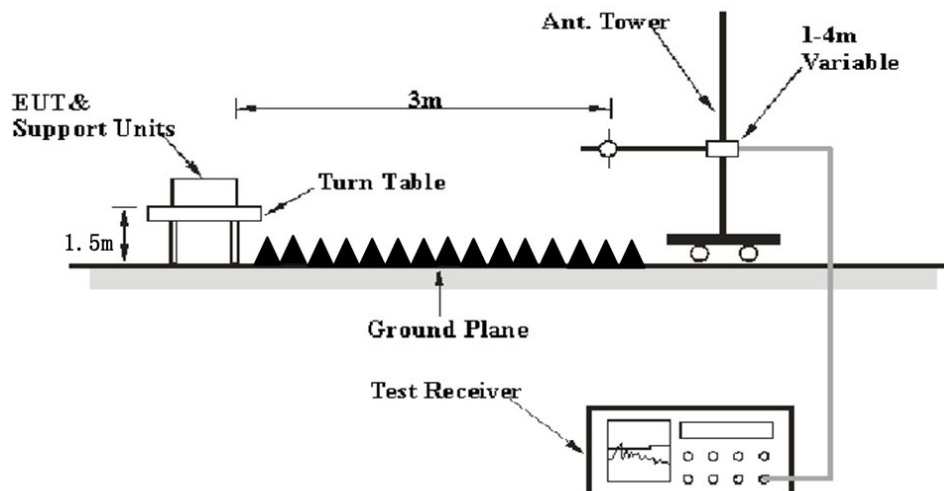 Ant. Tower
1-4m
Variable
EUT&
Support Units
3m
Turn Table
1.5m
Ground Plane
Test Receiver